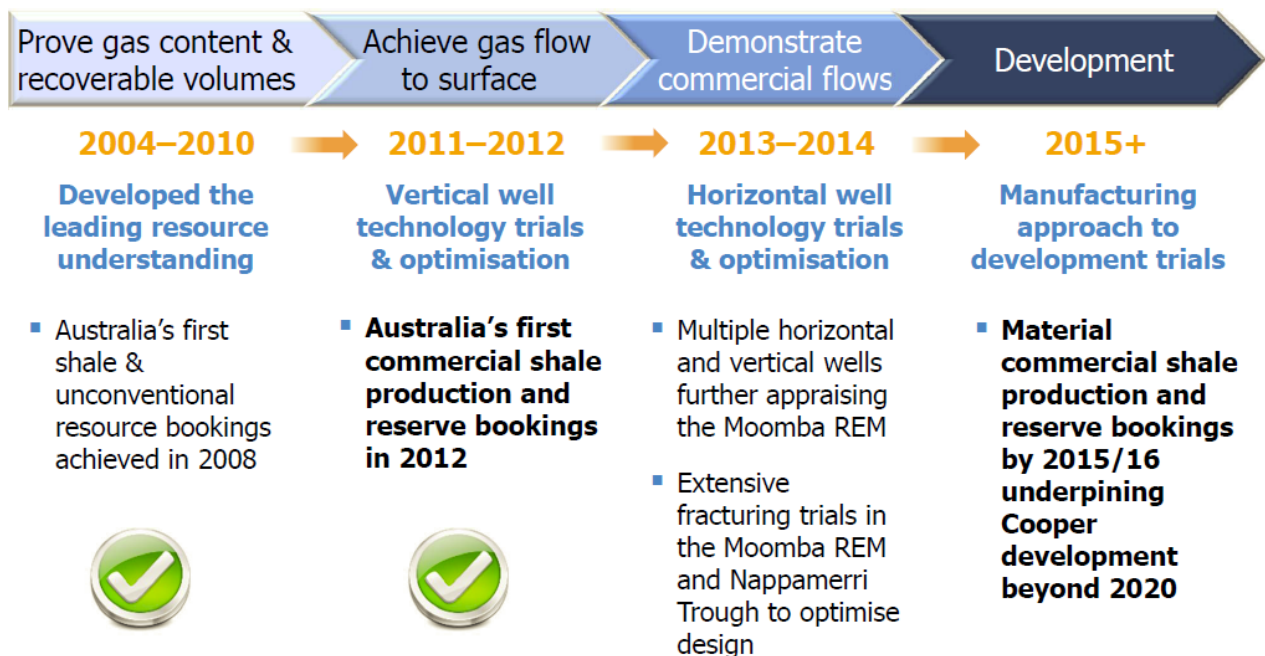 Prove gas content &
recoverable volumes
Achieve gas flow
to surface
Demonstrate
commercial flows
Development
2004–2010
2011–2012
2013–2014
2015+
Developed the
leading resource
understanding
Vertical well
technology trials
& optimisation
Horizontal well
technology trials
& optimisation
Manufacturing
approach to
development trials
Australia's first
shale &
unconventional
resource bookings
achieved in 2008
Australia's first
commercial shale
production and
reserve bookings
in 2012
Multiple horizontal
and vertical wells
further appraising
the Moomba REM
Extensive
fracturing trials in
the Moomba REM
and Nappamerri
Trough to optimise
design
Material
commercial shale
production and
reserve bookings
by 2015/16
underpining
Cooper
development
beyond 2020